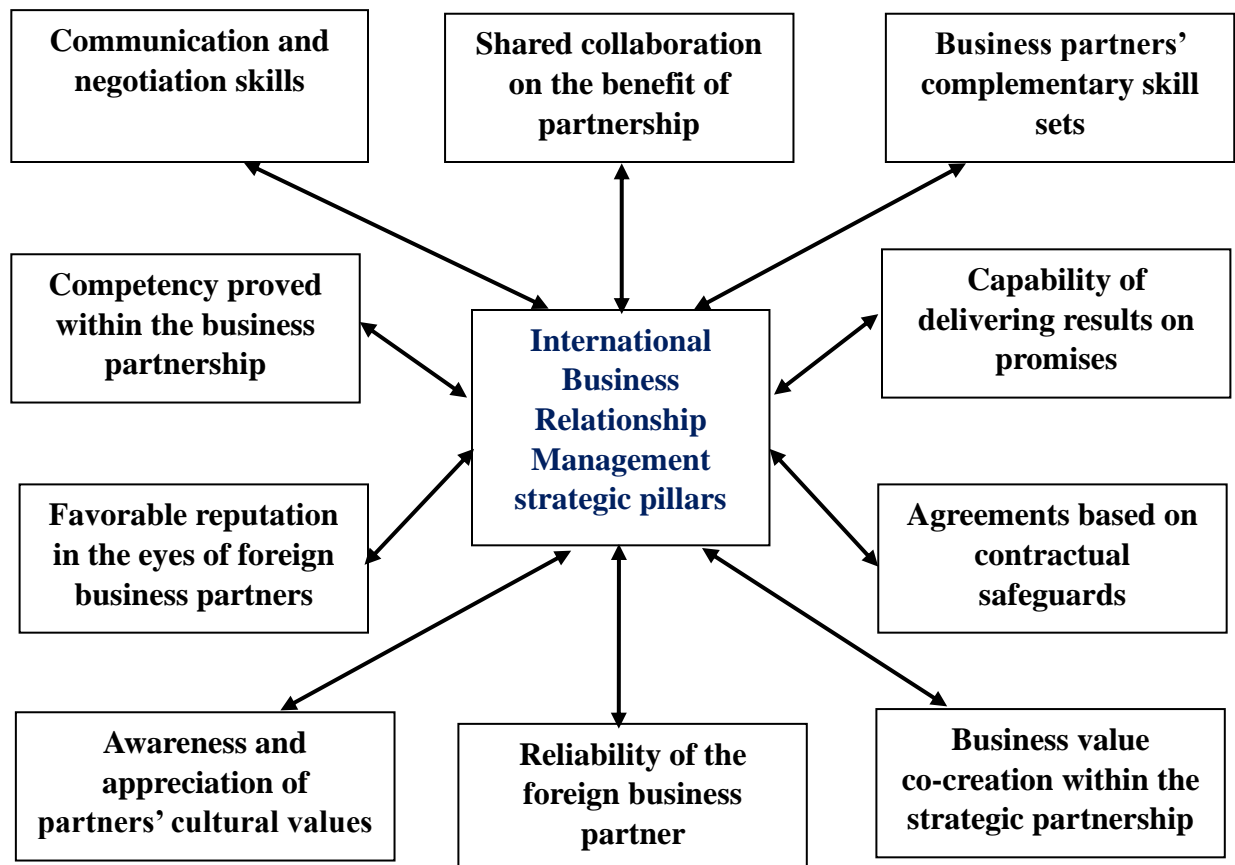 Communication and
negotiation skills
Shared collaboration
on the benefit of
partnership
Business partners’
complementary skill
sets
Competency proved
within the business
partnership
International
Business
Relationship
Management
strategic pillars
Capability of
delivering results on
promises
Favorable reputation
in the eyes of foreign
business partners
Agreements based on
contractual
safeguards
Awareness and
appreciation of
partners’ cultural values
Reliability of the
foreign business
partner
Business value
co-creation within the
strategic partnership